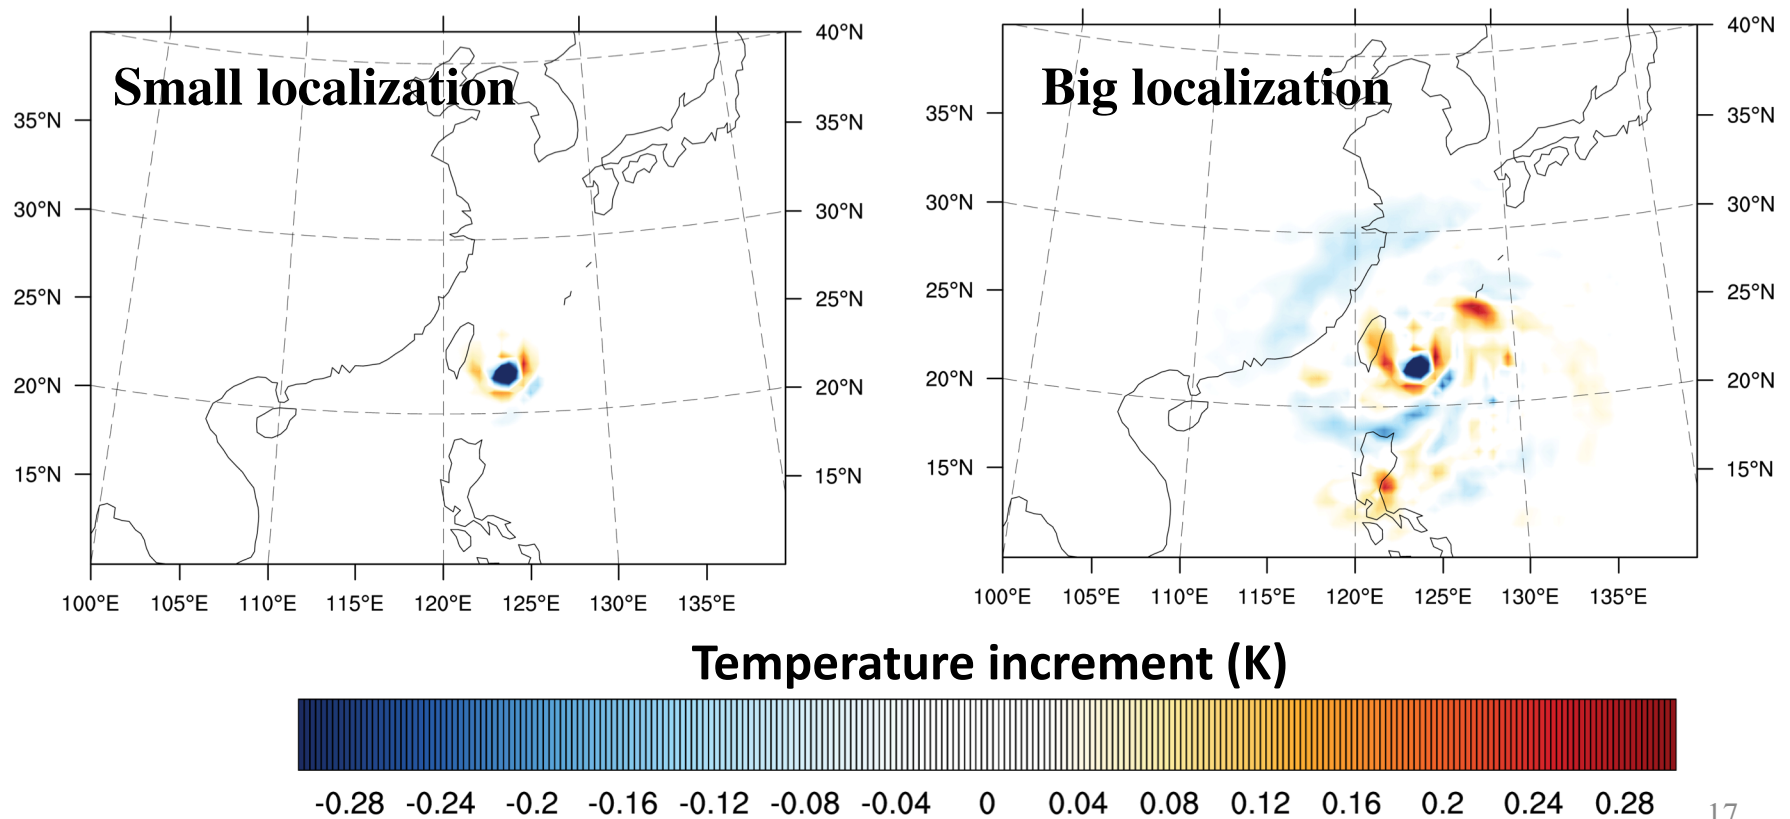 Small localization
Big localization
40°N
35°N
35°N
30°N
30°N
25°N
25°N
20°N
20°N
15°N
15°N
100°E 105°E 110°E 115°E 120°E 125°E 130°E 135°E
40°N
35°N
35°N
30°N
30°N
25°N
25°N
20°N
20°N
15°N
15°N
100°E 105°E 110°E 115°E 120°E 125°E 130°E 135°E
Temperature increment (K)
-0.28 -0.24 -0.2 -0.16 -0.12 -0.08 -0.04 0 0.04 0.08 0.12 0.16 0.2 0.24 0.28
17